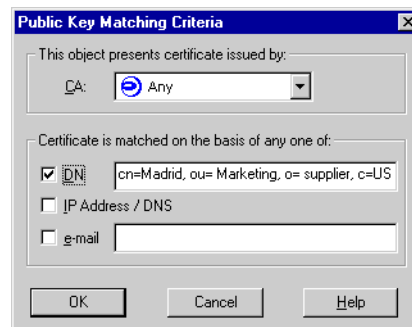 Public Key Matching Criteria
This object presents certificate issued by:
CA: Any
Certificate is matched on the basis of any one of:
DN cn=Madrid, ou= Marketing, o= supplier, c=US
IP Address / DNS
e-mail
OK Cancel Help